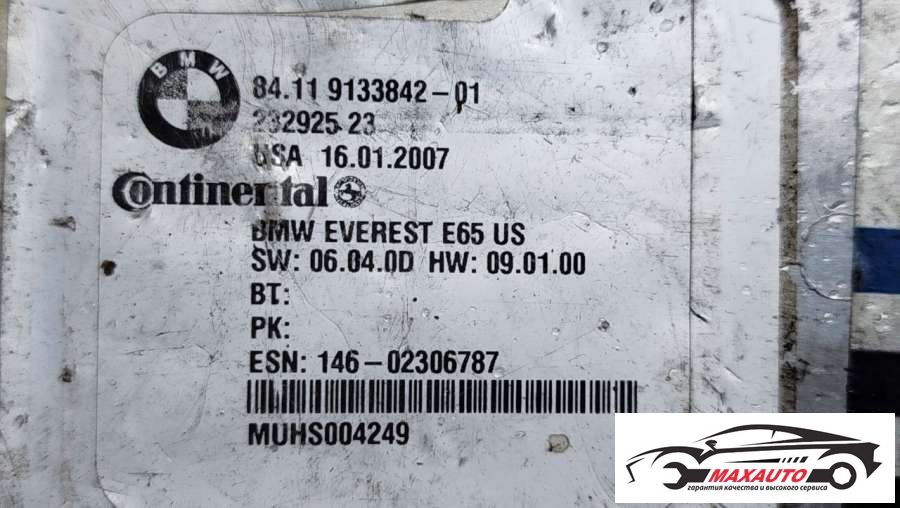 BMW
84.11 9133842-01
232925 23
USA 16.01.2007
Continental
BMW EVEREST E65 US
SW: 06.04.0D HW: 09.01.00
BT:
PK:
ESN: 146-02306787
MUHS004249
MAXAUTO
гарантия качества и высокого сервиса